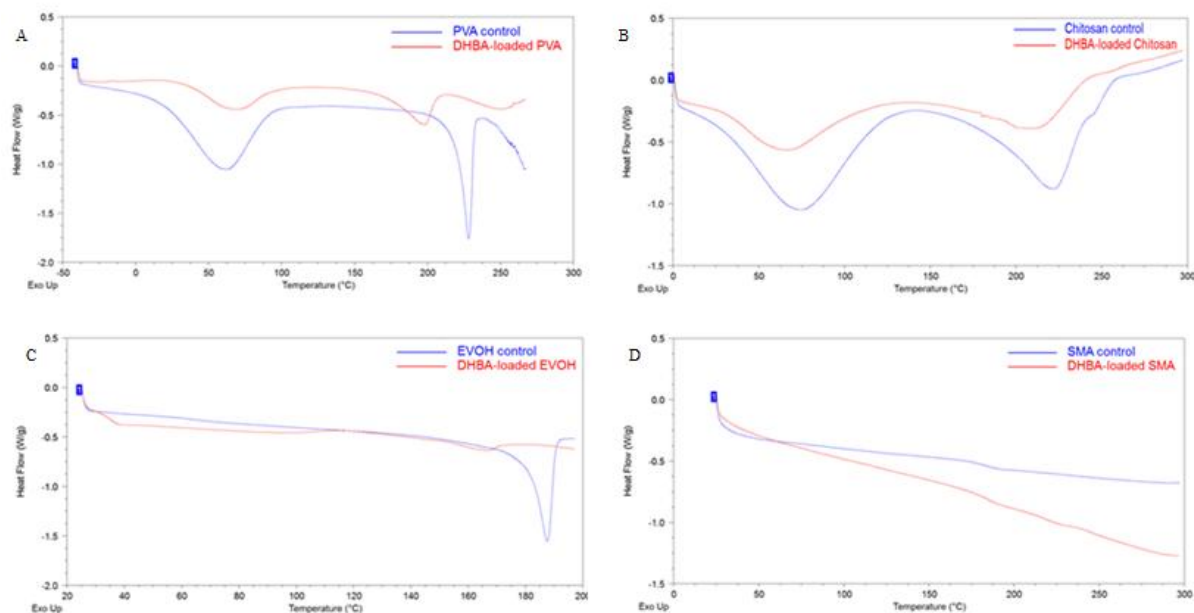 A
PVA control
DHBA-loaded PVA
0.5
0.0
-0.5
-1.0
-1.5
-2.0
Heat Flow (W/g)
1
-50 0 50 100 150 200 250 300
Exo Up
Temperature (°C)
B
Chitosan control
DHBA-loaded Chitosan
0.5
0.0
-0.5
-1.0
-1.5
Heat Flow (W/g)
1
0 50 100 150 200 250 300
Exo Up
Temperature (°C)
C
EVOH control
DHBA-loaded EVOH
0.5
0.0
-0.5
-1.0
-1.5
-2.0
Heat Flow (W/g)
1
20 40 60 80 100 120 140 160 180 200
Exo Up
Temperature (°C)
D
SMA control
DHBA-loaded SMA
0.5
0.0
-0.5
-1.0
-1.5
Heat Flow (W/g)
1
0 50 100 150 200 250 300
Exo Up
Temperature (°C)